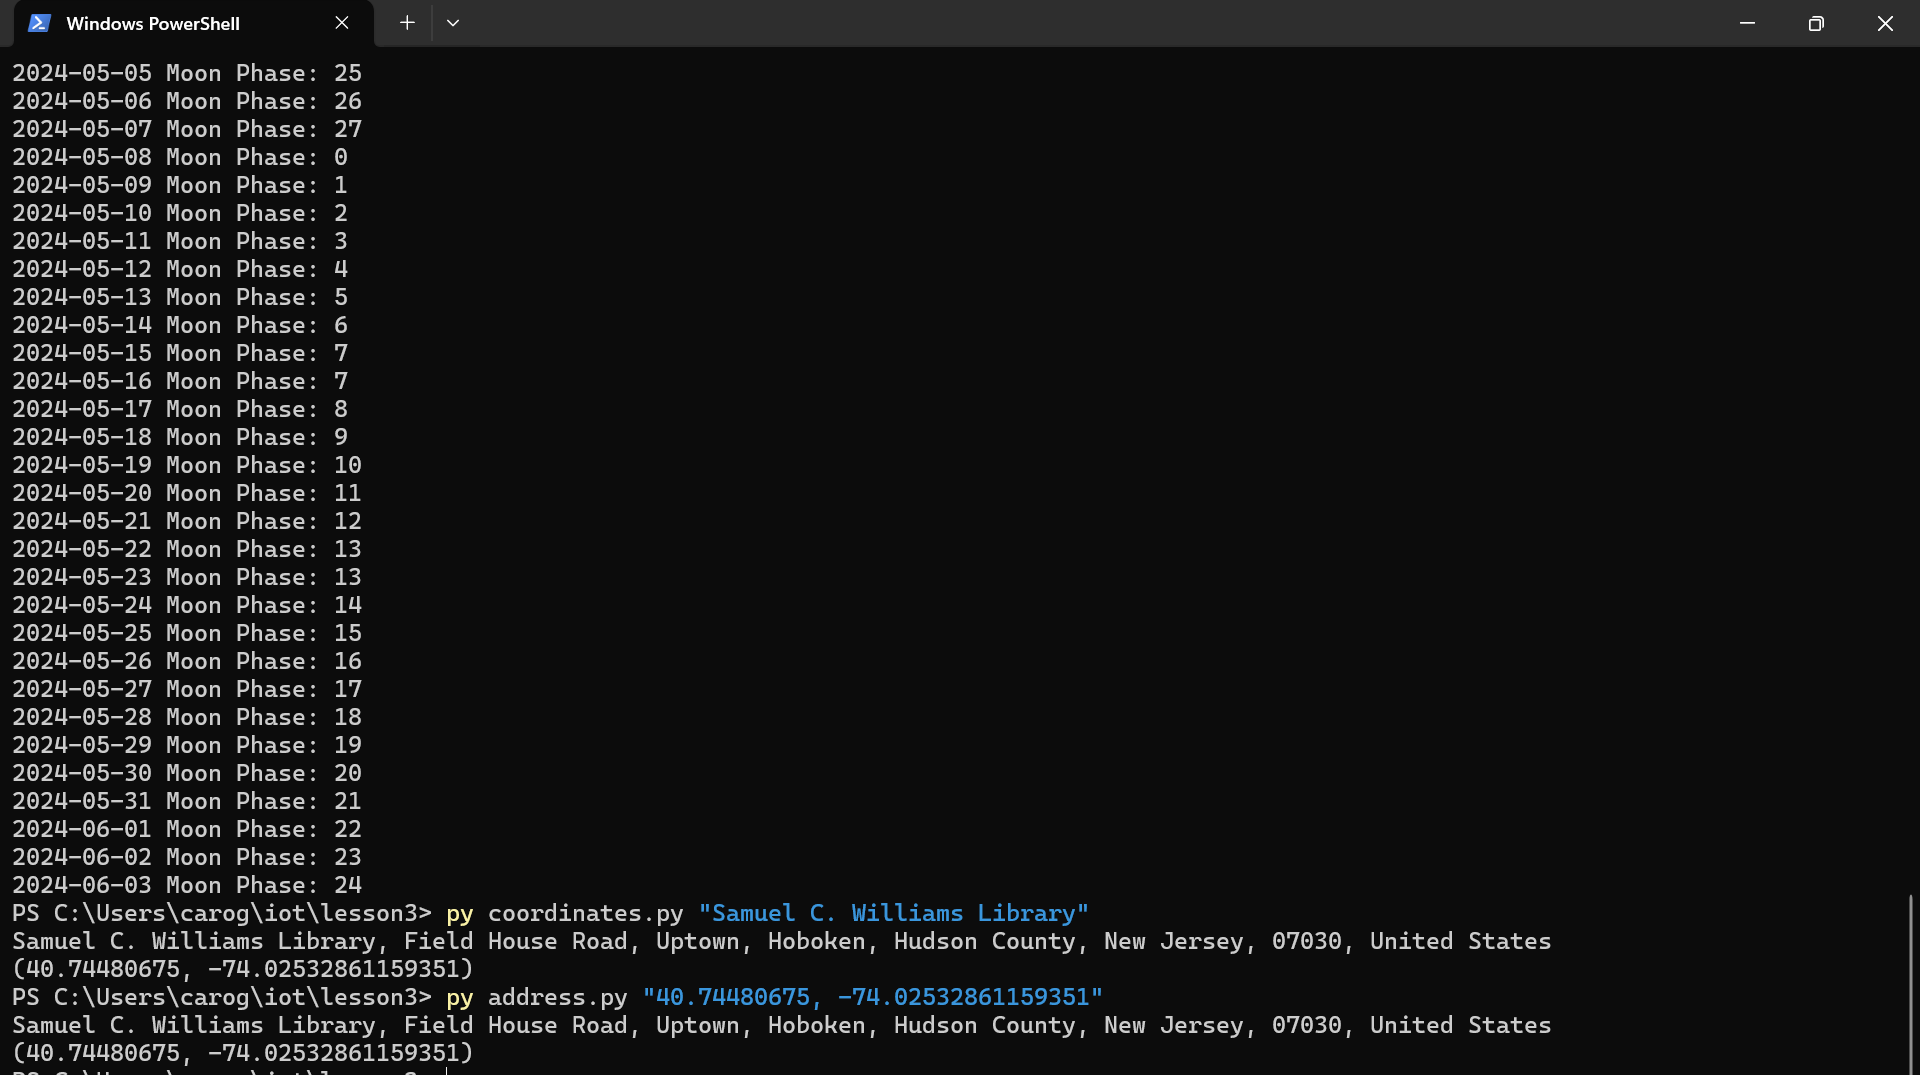 Windows PowerShell
2024-05-05 Moon Phase: 25
2024-05-06 Moon Phase: 26
2024-05-07 Moon Phase: 27
2024-05-08 Moon Phase: 0
2024-05-09 Moon Phase: 1
2024-05-10 Moon Phase: 2
2024-05-11 Moon Phase: 3
2024-05-12 Moon Phase: 4
2024-05-13 Moon Phase: 5
2024-05-14 Moon Phase: 6
2024-05-15 Moon Phase: 7
2024-05-16 Moon Phase: 7
2024-05-17 Moon Phase: 8
2024-05-18 Moon Phase: 9
2024-05-19 Moon Phase: 10
2024-05-20 Moon Phase: 11
2024-05-21 Moon Phase: 12
2024-05-22 Moon Phase: 13
2024-05-23 Moon Phase: 13
2024-05-24 Moon Phase: 14
2024-05-25 Moon Phase: 15
2024-05-26 Moon Phase: 16
2024-05-27 Moon Phase: 17
2024-05-28 Moon Phase: 18
2024-05-29 Moon Phase: 19
2024-05-30 Moon Phase: 20
2024-05-31 Moon Phase: 21
2024-06-01 Moon Phase: 22
2024-06-02 Moon Phase: 23
2024-06-03 Moon Phase: 24
PS C:\Users\carog\iot\lesson3> py coordinates.py "Samuel C. Williams Library"
Samuel C. Williams Library, Field House Road, Uptown, Hoboken, Hudson County, New Jersey, 07030, United States
(40.74480675, -74.02532861159351)
PS C:\Users\carog\iot\lesson3> py address.py "40.74480675, -74.02532861159351"
Samuel C. Williams Library, Field House Road, Uptown, Hoboken, Hudson County, New Jersey, 07030, United States
(40.74480675, -74.02532861159351)